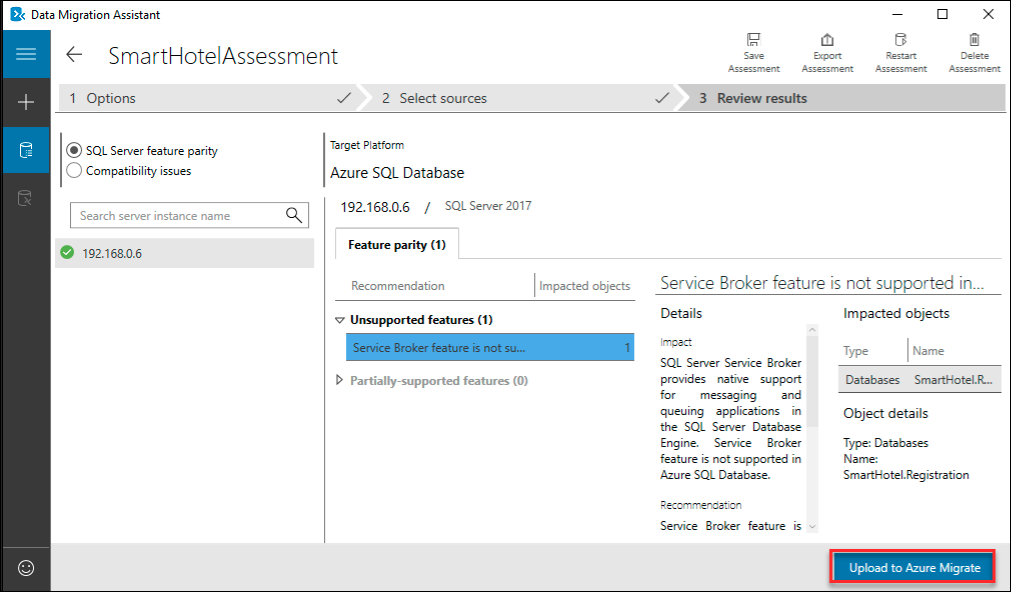 Data Migration Assistant
SmartHotelAssessment
Save
Assessment
Export
Assessment
Restart
Assessment
Delete
Assessment
1 Options
2 Select sources
3 Review results
SQL Server feature parity
Compatibility issues
Search server instance name
192.168.0.6
Target Platform
Azure SQL Database
192.168.0.6 / SQL Server 2017
Feature parity (1)
Recommendation Impacted objects
Unsupported features (1)
Service Broker feature is not su... 1
Partially-supported features (0)
Service Broker feature is not supported in...
Details
Impact
SQL Server Service Broker
provides native support
for messaging and
queuing applications in
the SQL Server Database
Engine. Service Broker
feature is not supported in
Azure SQL Database.
Recommendation
Service Broker feature is
Impacted objects
Type Name
Databases SmartHotel.R...
Object details
Type: Databases
Name:
SmartHotel.Registration
Upload to Azure Migrate